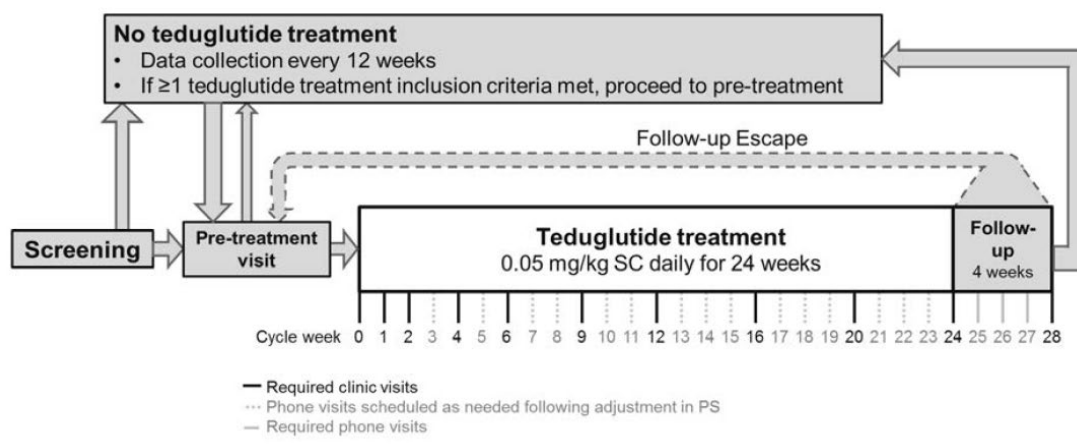 No teduglutide treatment
• Data collection every 12 weeks
• If ≥1 teduglutide treatment inclusion criteria met, proceed to pre-treatment
Follow-up Escape
Screening
Pre-treatment
visit
Teduglutide treatment
0.05 mg/kg SC daily for 24 weeks
Follow-
up
4 weeks
Cycle week 0 1 2 3 4 5 6 7 8 9 10 11 12 13 14 15 16 17 18 19 20 21 22 23 24 25 26 27 28
Required clinic visits
Phone visits scheduled as needed following adjustment in PS
Required phone visits